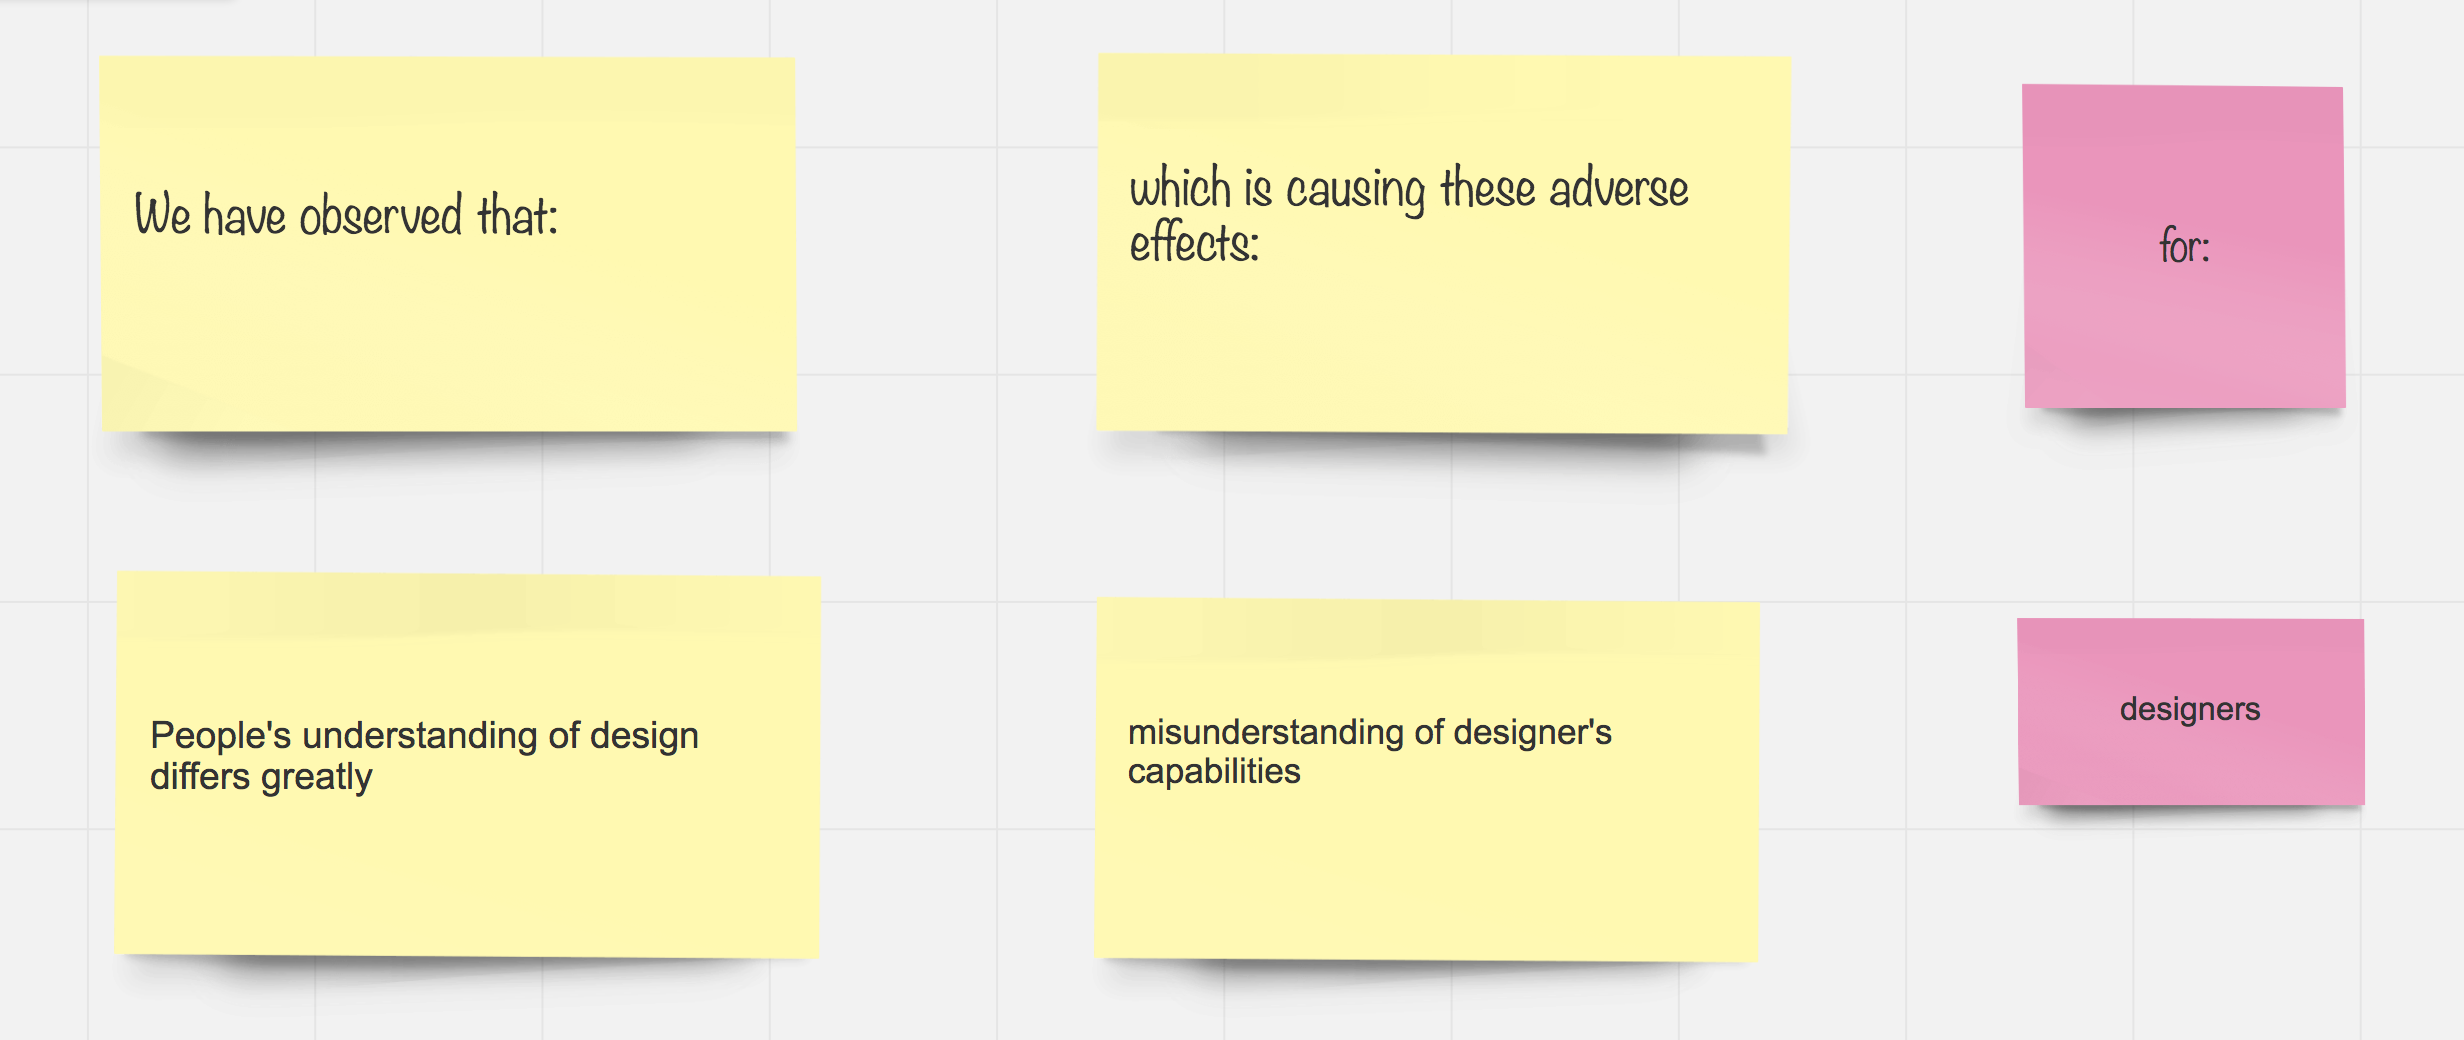 We have observed that:
which is causing these adverse
effects:
for:
People's understanding of design
differs greatly
misunderstanding of designer's
capabilities
designers